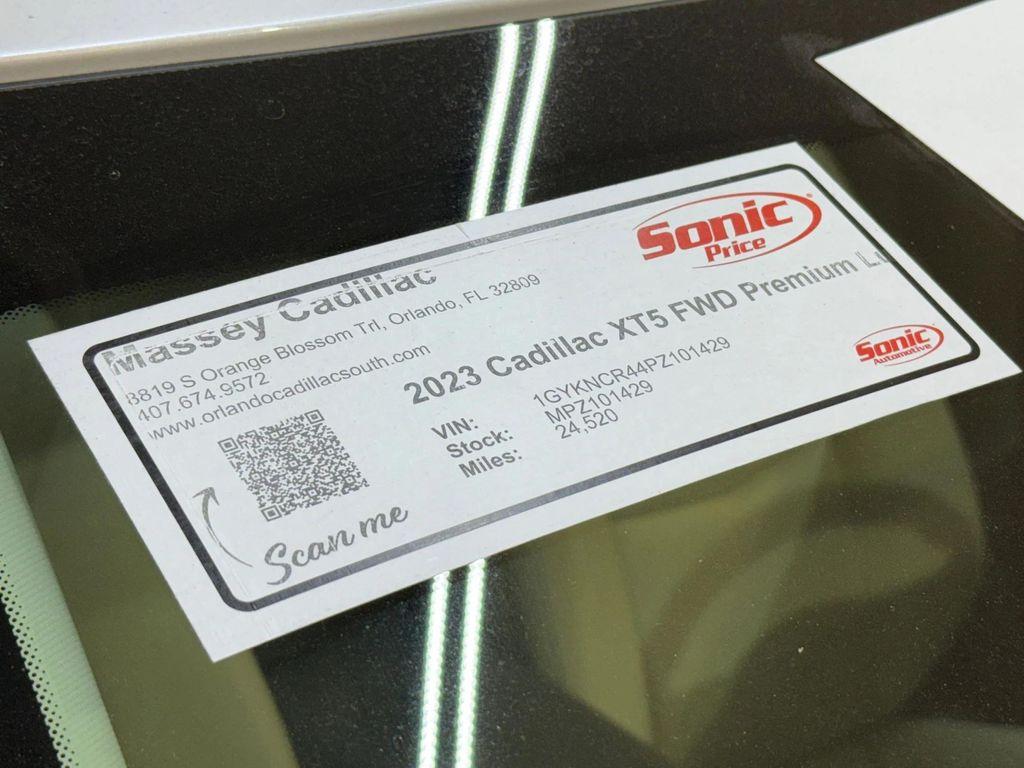 Massey Cadillac
8819 S Orange Blossom Trl, Orlando, FL 32809
407.674.9572
www.orlandocadillacsouth.com
Scan me
Sonic
Price
2023 Cadillac XT5 FWD Premium
VIN: 1GYKNCR44PZ101429
Stock: MPZ101429
Miles: 24,520
Sonic
Automotive